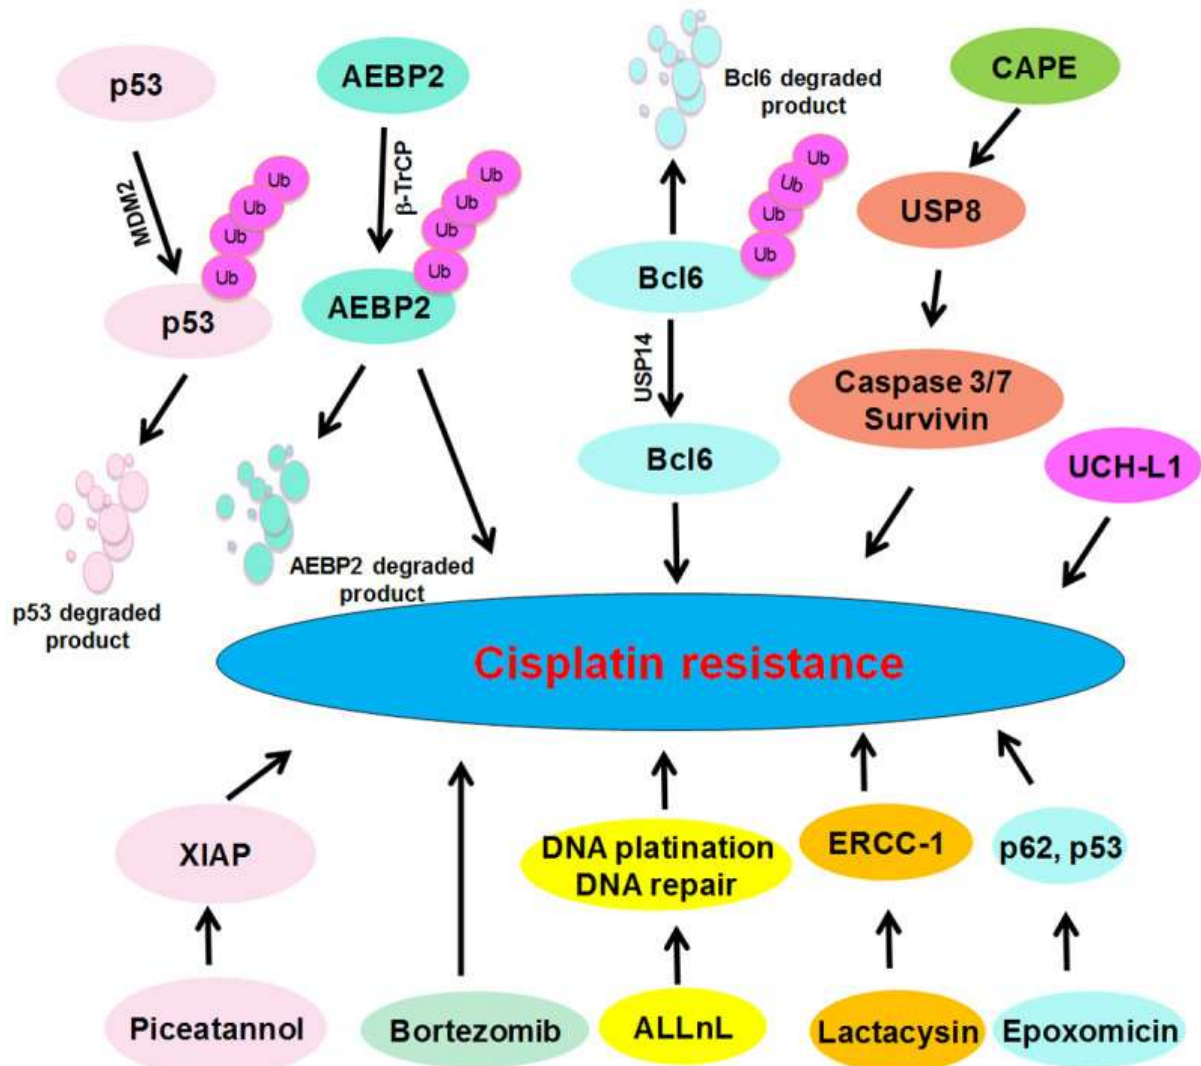 p53
AEBP2
Bcl6 degraded
product
CAPE
MDM2
β-TrCP
Ub
Ub
Ub
Ub
Ub
Ub
Ub
Ub
Ub
Ub
Ub
Ub
USP8
p53
AEBP2
Bcl6
USP14
Caspase 3/7
Survivin
Bcl6
UCH-L1
AEBP2 degraded
product
p53 degraded
product
Cisplatin resistance
XIAP
DNA platination
DNA repair
ERCC-1
p62, p53
Piceatannol
Bortezomib
ALLnL
Lactacysin
Epoxomicin